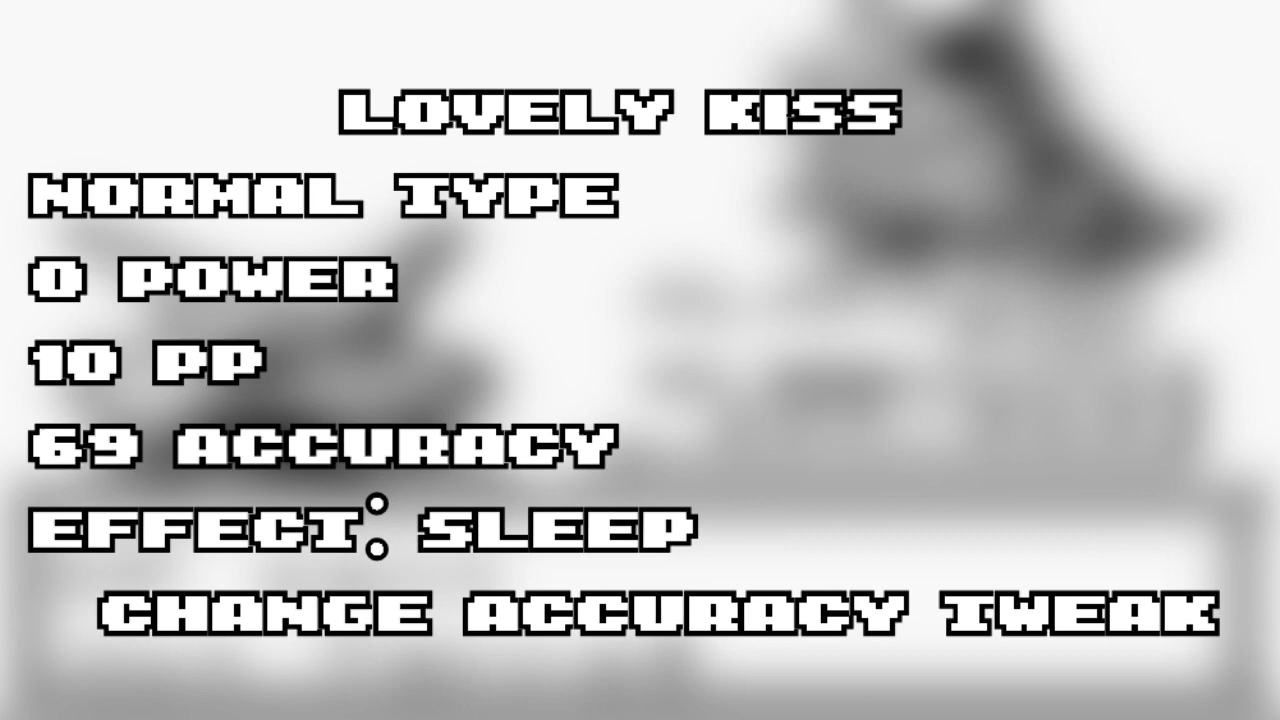 LOVELY KISS
NORMAL TYPE
0 POWER
10 PP
69 ACCURACY
EFFECT: SLEEP
CHANGE ACCURACY TWEAK